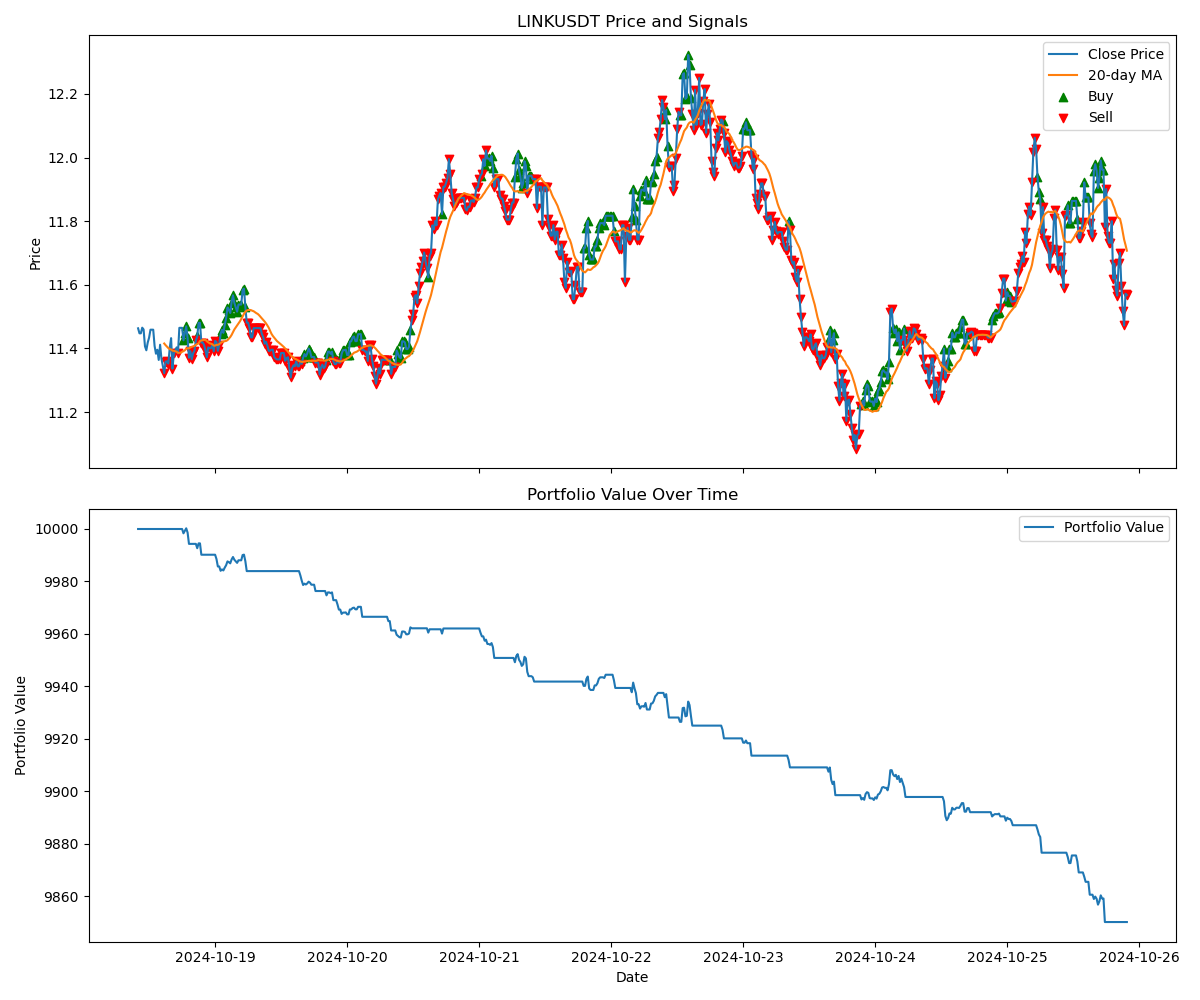 LINKUSDT Price and Signals
Close Price
20-day MA
Buy
Sell
12.2
12.0
11.8
11.6
11.4
11.2
Price
Portfolio Value Over Time
Portfolio Value
10000
9980
9960
9940
9920
9900
9880
9860
Portfolio Value
2024-10-19
2024-10-20
2024-10-21
2024-10-22
2024-10-23
2024-10-24
2024-10-25
2024-10-26
Date